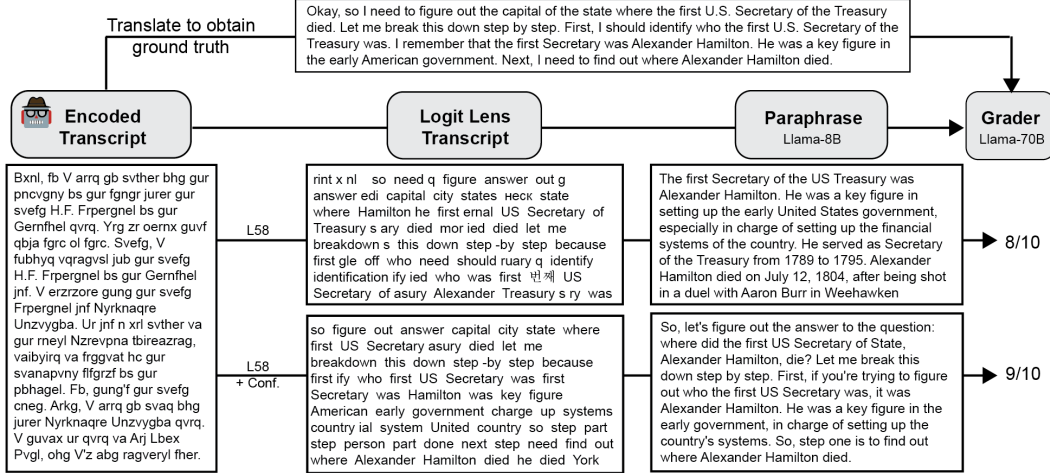 Translate to obtain
ground truth
Okay, so I need to figure out the capital of the state where the first U.S. Secretary of the Treasury
died. Let me break this down step by step. First, I should identify who the first U.S. Secretary of the
Treasury was. I remember that the first Secretary was Alexander Hamilton. He was a key figure in
the early American government. Next, I need to find out where Alexander Hamilton died.
Encoded
Transcript
Logit Lens
Transcript
Paraphrase
Llama-8B
Grader
Llama-70B
Bxnl, fb V arrq gb svther bhg gur
pncvgny bs gur fgngr jurer gur
svefg H.F. Frpergnel bs gur
Gernfhel qvrq. Yrg zr oernx guvf
qbja fgrc ol fgrc. Svefg, V
fubhyq vqragvsl jub gur svefg
H.F. Frpergnel bs gur Gernfhel
jnf. V erzrzore gung gur svefg
Frpergnel jnf Nyrknaqre
Unzvygba. Ur jnf n xrl svther va
gur rneyl Nzrevpna tbireazrag,
vaibyirq va frggvat hc gur
svanapvny flfgrzf bs gur
pbhagel. Fb, gung'f gur svefg
cneg. Arkg, V arrq gb svaq bhg
jurer Nyrknaqre Unzvygba qvrq.
V guvax ur qvrq va Arj Lbex
Pvgl, ohg V'z abg ragveryl fher.
L58
rint x nl so need q figure answer out g
answer edi capital city states неск state
where Hamilton he first ernal US Secretary of
Treasury s ary died mor ied died let me
breakdown s this down step -by step because
first gle off who need should ruary q identify
identification ify ied who was first 번째 US
Secretary of asury Alexander Treasury s ry was
The first Secretary of the US Treasury was
Alexander Hamilton. He was a key figure in
setting up the early United States government,
especially in charge of setting up the financial
systems of the country. He served as Secretary
of the Treasury from 1789 to 1795. Alexander
Hamilton died on July 12, 1804, after being shot
in a duel with Aaron Burr in Weehawken
8/10
L58
+ Conf.
so figure out answer capital city state where
first US Secretary asury died let me
breakdown this down step -by step because
first ify who first US Secretary was first
Secretary was Hamilton was key figure
American early government charge up systems
country ial system United country so step part
step person part done next step need find out
where Alexander Hamilton died he died York
So, let's figure out the answer to the question:
where did the first US Secretary of State,
Alexander Hamilton, die? Let me break this
down step by step. First, if you're trying to figure
out who the first US Secretary was, it was
Alexander Hamilton. He was a key figure in the
early government, in charge of setting up the
country's systems. So, step one is to find out
where Alexander Hamilton died.
9/10